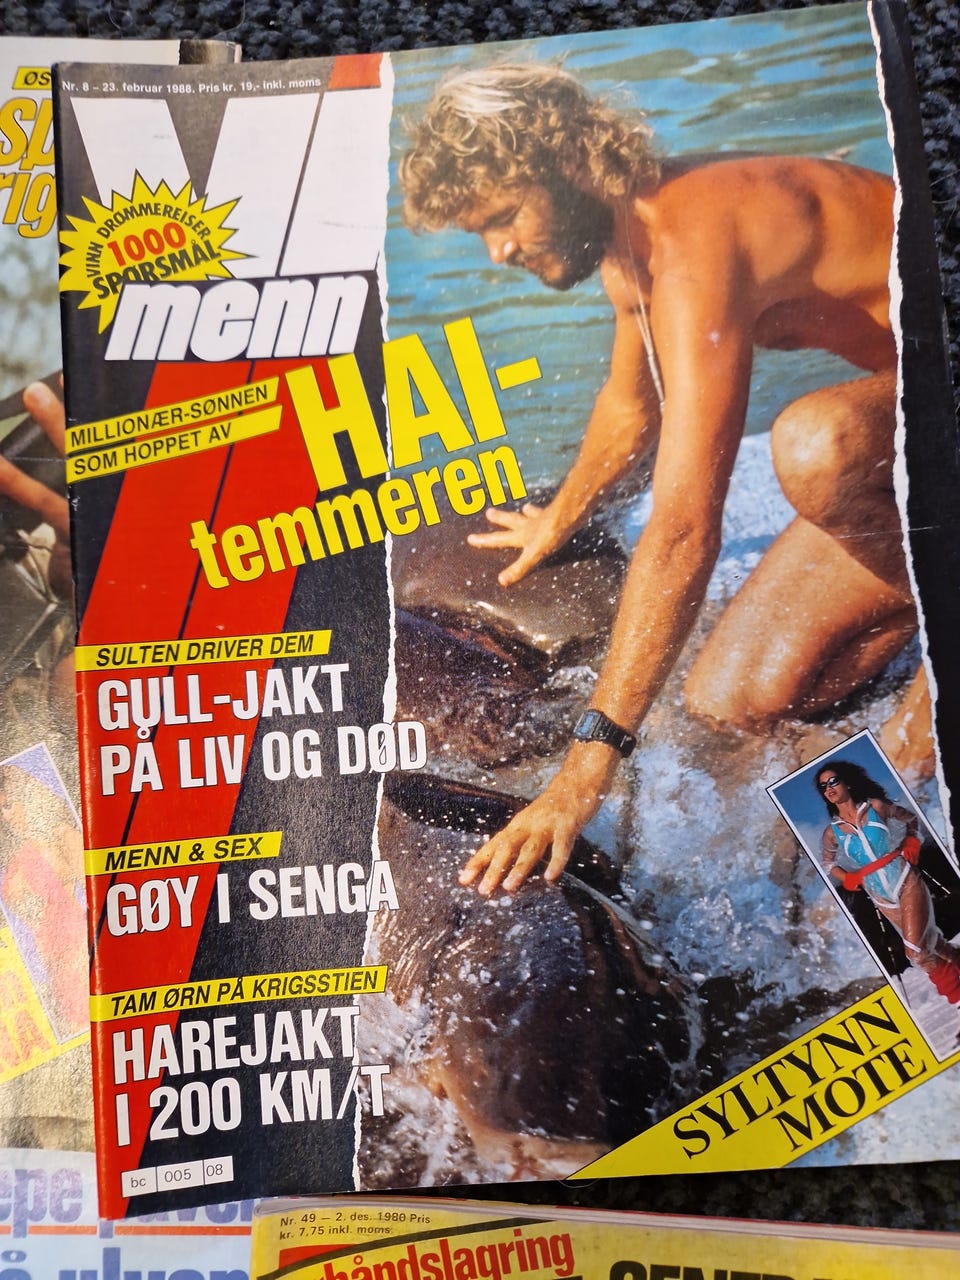 Nr. 8 – 23. februar 1988. Pris kr. 19,- inkl. moms
Vi
menn
VINN DRØMMEREISER
1000
SPØRSMÅL
MILLIONÆR-SØNNEN
SOM HOPPET AV
HAI-
temmeren
SULTEN DRIVER DEM
GULL-JAKT
PÅ LIV OG DØD
MENN & SEX
GØY I SENGA
TAM ØRN PÅ KRIGSSTIEN
HAREJAKT
I 200 KM/T
bc 005 08
SYLTYNN
MOTE
Nr. 49 – 2. des. 1980 Pris
kr. 7,75 inkl. moms